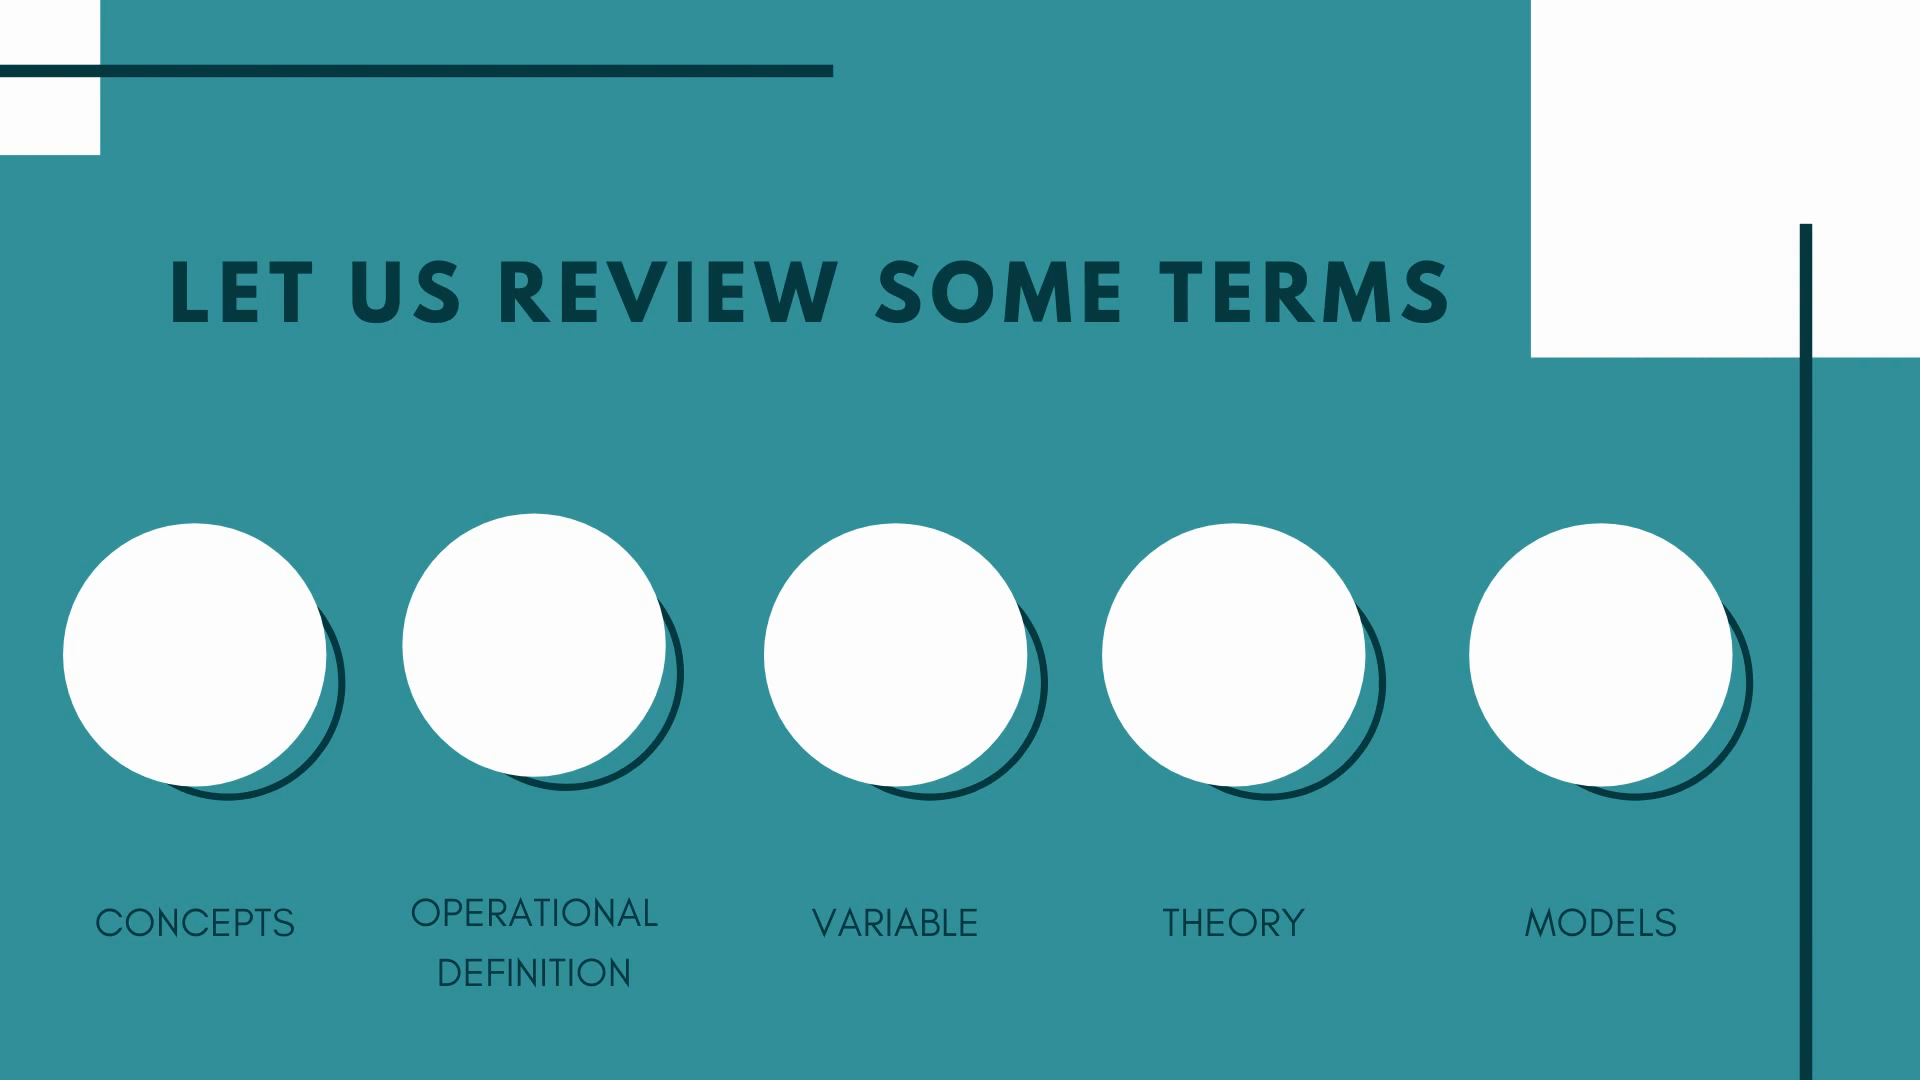 LET US REVIEW SOME TERMS
CONCEPTS
OPERATIONAL
DEFINITION
VARIABLE
THEORY
MODELS